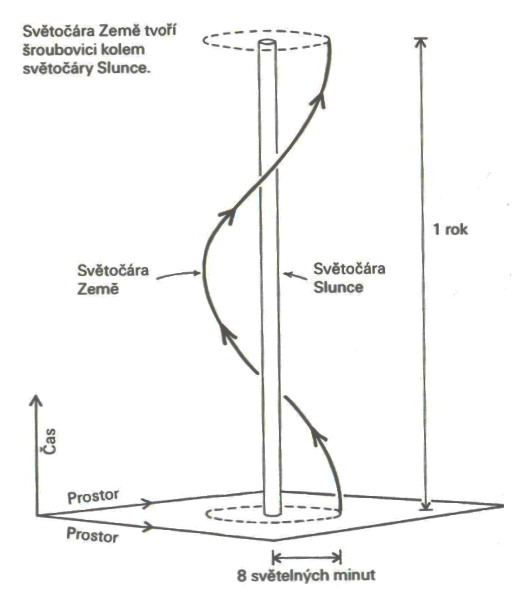 Světočára Země tvoří
šroubovici kolem
světočáry Slunce.
1 rok
Světočára
Země
Světočára
Slunce
Čas
Prostor
Prostor
8 světelných minut